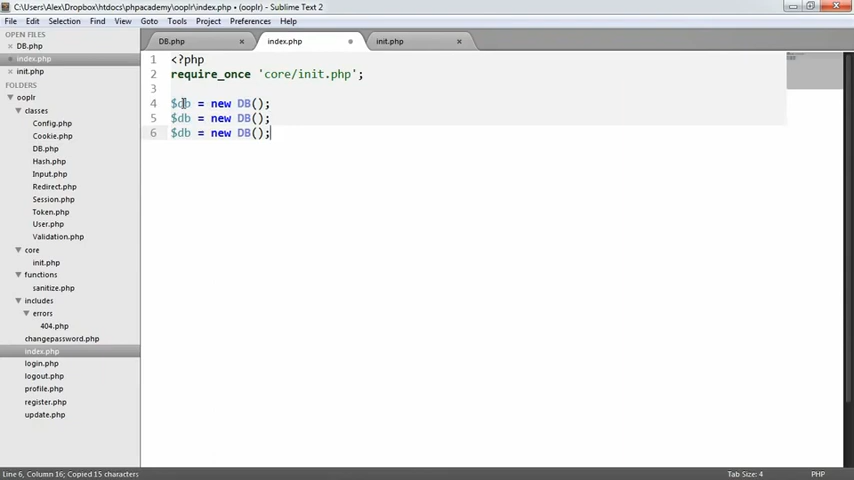 C:\Users\Alex\Dropbox\htdocs\phpacademy\ooplr\index.php • (ooplr) - Sublime Text 2
File Edit Selection Find View Goto Tools Project Preferences Help
OPEN FILES
DB.php
index.php
init.php
FOLDERS
ooplr
classes
Config.php
Cookie.php
DB.php
Hash.php
Input.php
Redirect.php
Session.php
Token.php
User.php
Validation.php
core
init.php
functions
sanitize.php
includes
errors
404.php
changepassword.php
index.php
login.php
logout.php
profile.php
register.php
update.php
DB.php index.php init.php
1 <?php
2 require_once 'core/init.php';
3
4 $db = new DB();
5 $db = new DB();
6 $db = new DB();
Line 6, Column 16; Copied 15 characters Tab Size: 4 PHP